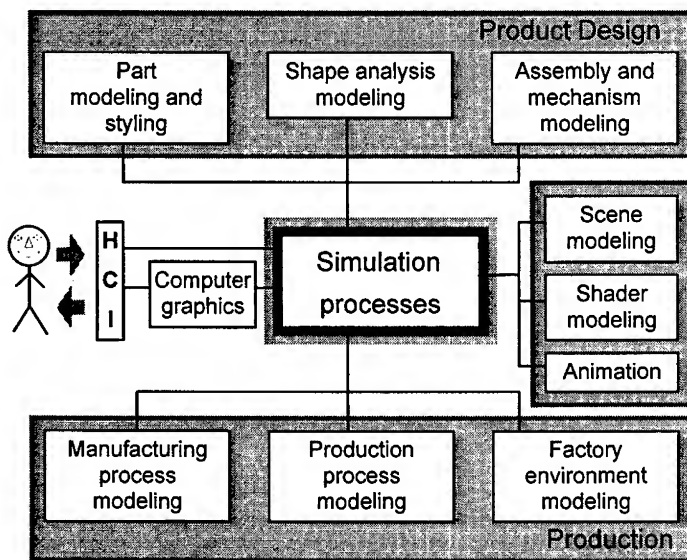 Product Design
Part
modeling and
styling
Shape analysis
modeling
Assembly and
mechanism
modeling
H
C
I
Computer
graphics
Simulation
processes
Scene
modeling
Shader
modeling
Animation
Manufacturing
process
modeling
Production
process
modeling
Factory
environment
modeling
Production